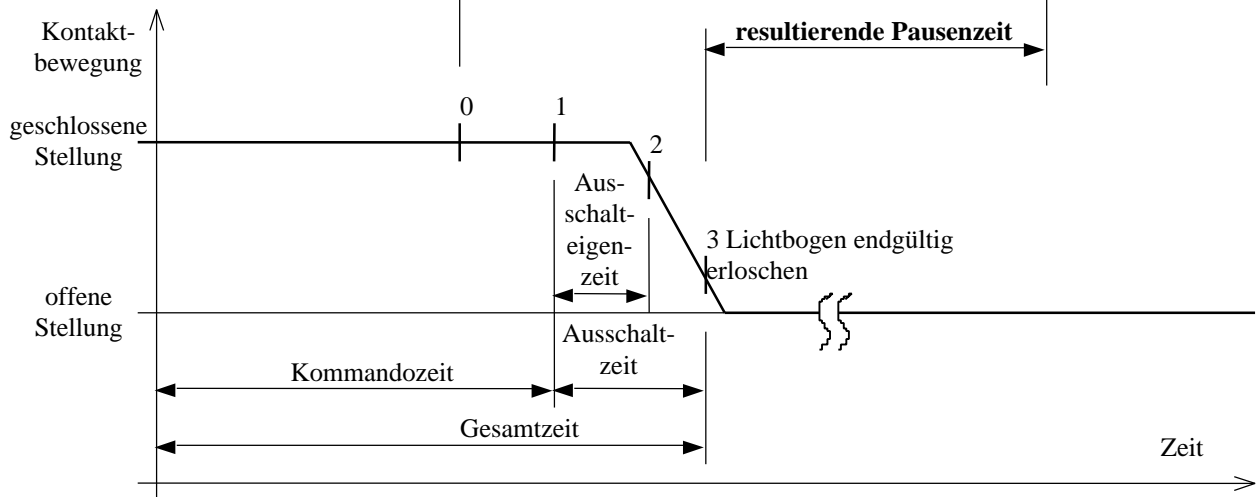 Kontakt-
bewegung
resultierende Pausenzeit
0
1
geschlossene
Stellung
2
Aus-
schalt-
eigen-
zeit
3 Lichtbogen endgültig
erloschen
offene
Stellung
Ausschalt-
zeit
Kommandozeit
Gesamtzeit
Zeit